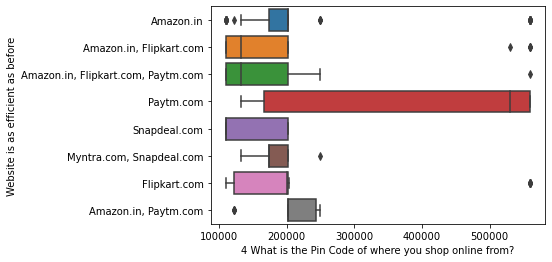 Website is as efficient as before
Amazon.in
Amazon.in, Flipkart.com
Amazon.in, Flipkart.com, Paytm.com
Paytm.com
Snapdeal.com
Myntra.com, Snapdeal.com
Flipkart.com
Amazon.in, Paytm.com
100000 200000 300000 400000 500000
4 What is the Pin Code of where you shop online from?